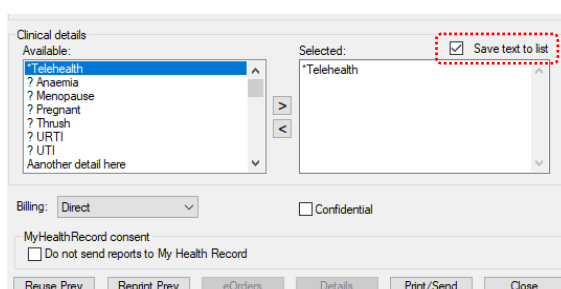 Clinical details
Available:
Selected:
Save text to list
*Telehealth
? Anaemia
? Menopause
? Pregnant
? Thrush
? URTI
? UTI
Aanother detail here
>
<
*Telehealth
Billing: Direct
Confidential
MyHealthRecord consent
Do not send reports to My Health Record
Reuse Prev Reprint Prev eOrders Details Print/Send Close